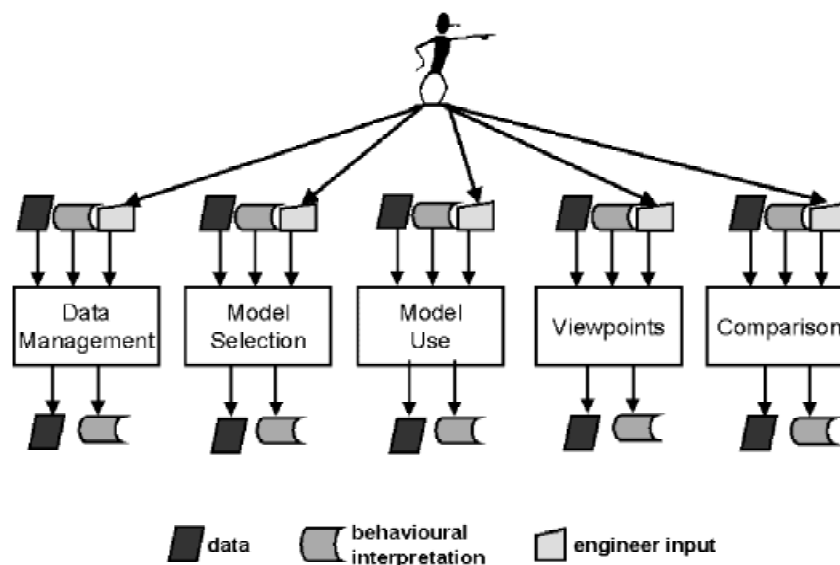 Data
Management
Model
Selection
Model
Use
Viewpoints
Comparison
data
behavioural
interpretation
engineer input